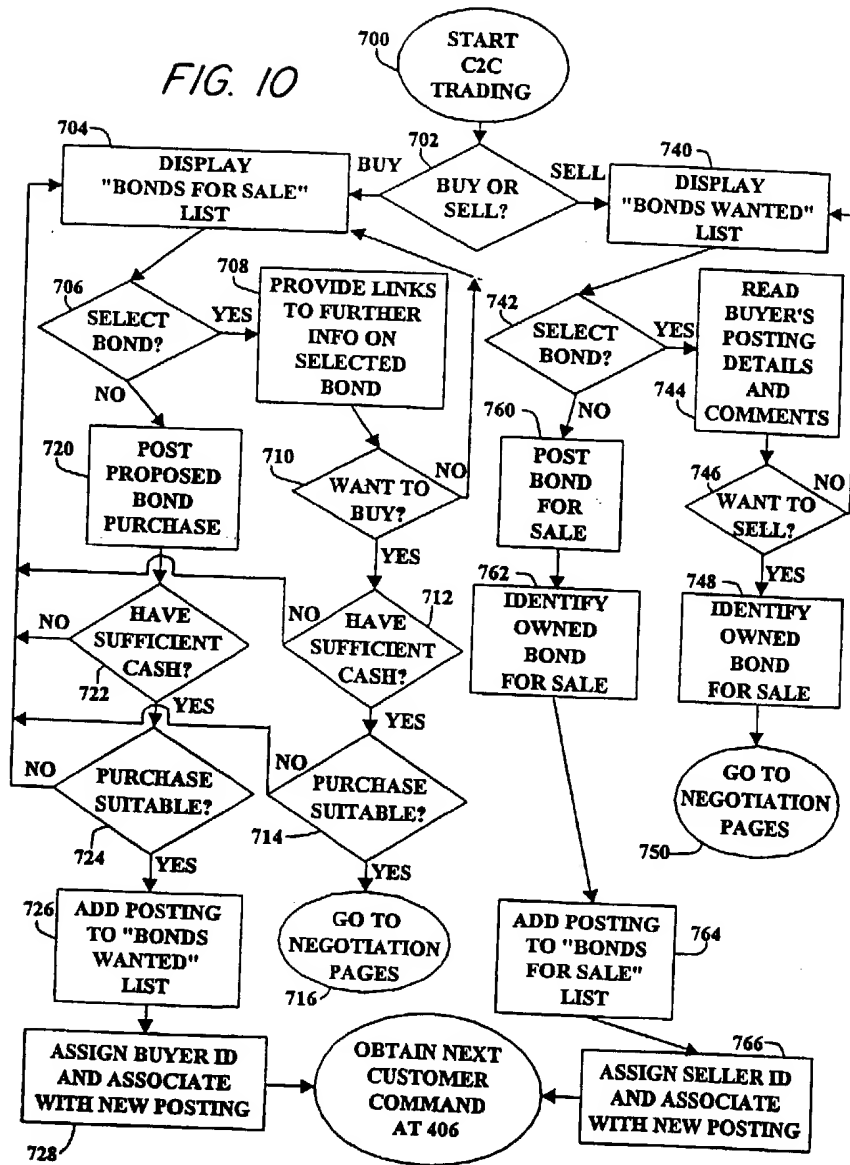 FIG. 10
700
START
C2C
TRADING
704
DISPLAY
"BONDS FOR SALE"
LIST
BUY
702
BUY OR
SELL?
SELL
740
DISPLAY
"BONDS WANTED"
LIST
706
SELECT
BOND?
YES
NO
708
PROVIDE LINKS
TO FURTHER
INFO ON
SELECTED
BOND
742
SELECT
BOND?
YES
NO
READ
BUYER'S
POSTING
DETAILS
AND
COMMENTS
744
720
POST
PROPOSED
BOND
PURCHASE
710
WANT TO
BUY?
NO
YES
760
POST
BOND
FOR
SALE
746
WANT TO
SELL?
NO
YES
HAVE
SUFFICIENT
CASH?
NO
722
YES
712
HAVE
SUFFICIENT
CASH?
NO
YES
762
IDENTIFY
OWNED
BOND
FOR SALE
748
IDENTIFY
OWNED
BOND
FOR SALE
NO
PURCHASE
SUITABLE?
724
YES
NO
PURCHASE
SUITABLE?
714
YES
GO TO
NEGOTIATION
PAGES
750
726
ADD POSTING
TO "BONDS
WANTED"
LIST
GO TO
NEGOTIATION
PAGES
716
ADD POSTING
TO "BONDS
FOR SALE"
LIST
764
ASSIGN BUYER ID
AND ASSOCIATE
WITH NEW POSTING
728
OBTAIN NEXT
CUSTOMER
COMMAND
AT 406
766
ASSIGN SELLER ID
AND ASSOCIATE
WITH NEW POSTING